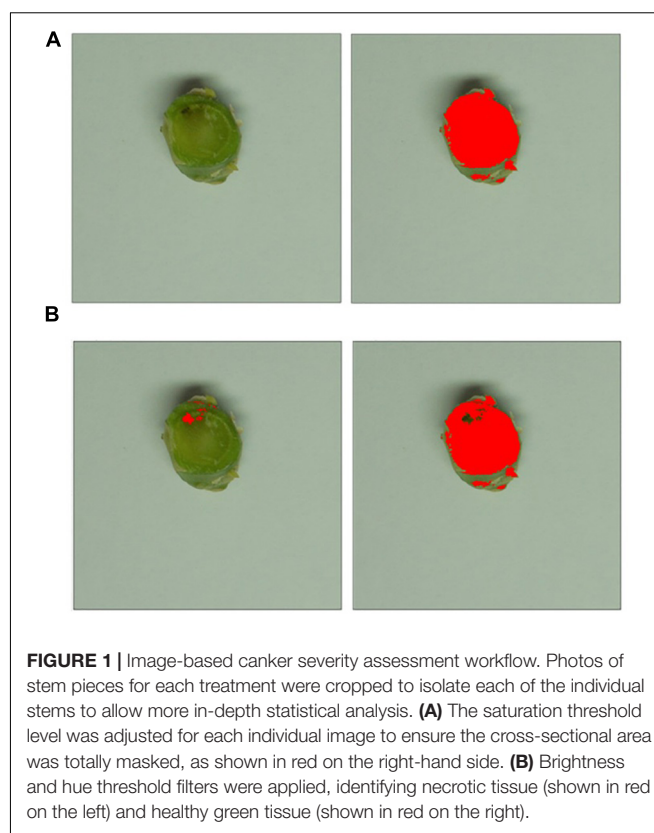 A
B
FIGURE 1 | Image-based canker severity assessment workflow. Photos of
stem pieces for each treatment were cropped to isolate each of the individual
stems to allow more in-depth statistical analysis. (A) The saturation threshold
level was adjusted for each individual image to ensure the cross-sectional area
was totally masked, as shown in red on the right-hand side. (B) Brightness
and hue threshold filters were applied, identifying necrotic tissue (shown in red
on the left) and healthy green tissue (shown in red on the right).